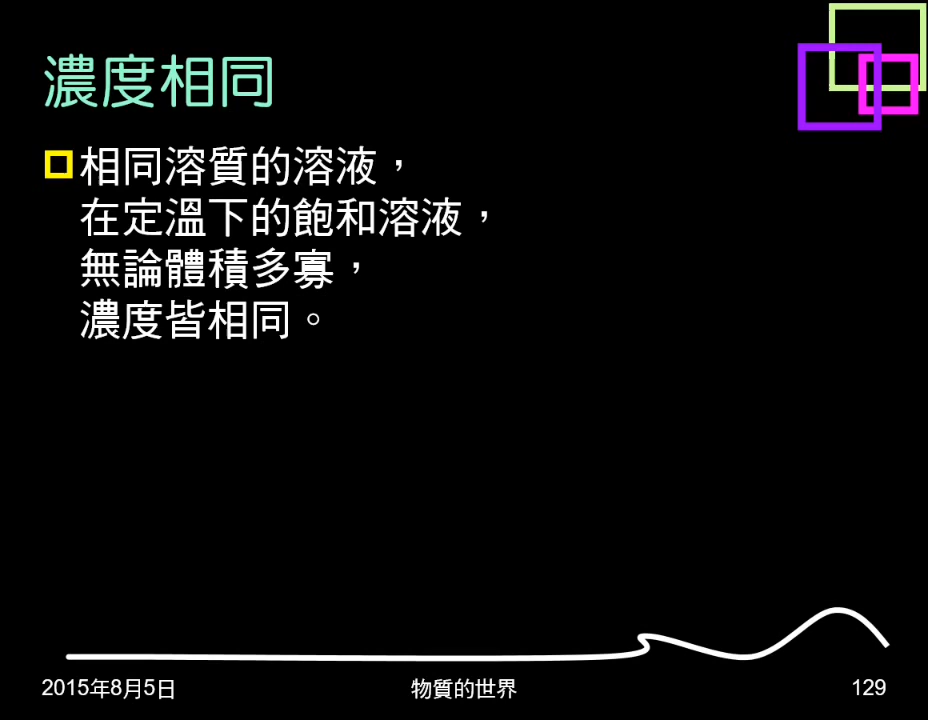 濃度相同
相同溶質的溶液，
在定溫下的飽和溶液，
無論體積多寡，
濃度皆相同。
2015年8月5日
物質的世界
129